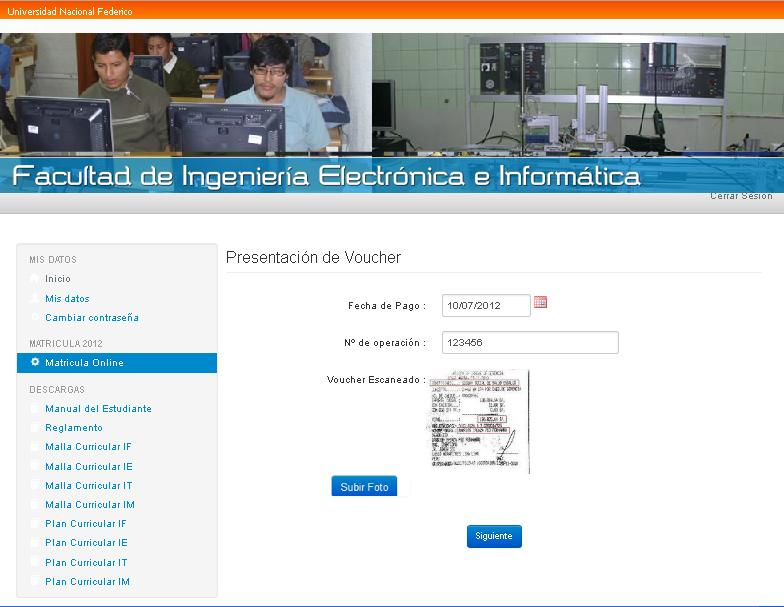 Universidad Nacional Federico
Facultad de Ingeniería Electrónica e Informática
Cerrar Sesión
MIS DATOS
Inicio
Mis datos
Cambiar contraseña
MATRICULA 2012
Matricula Online
DESCARGAS
Manual del Estudiante
Reglamento
Malla Curricular IF
Malla Curricular IE
Malla Curricular IT
Malla Curricular IM
Plan Curricular IF
Plan Curricular IE
Plan Curricular IT
Plan Curricular IM
Presentación de Voucher
Fecha de Pago :
10/07/2012
Nº de operación :
123456
Voucher Escaneado :
Subir Foto
Siguiente